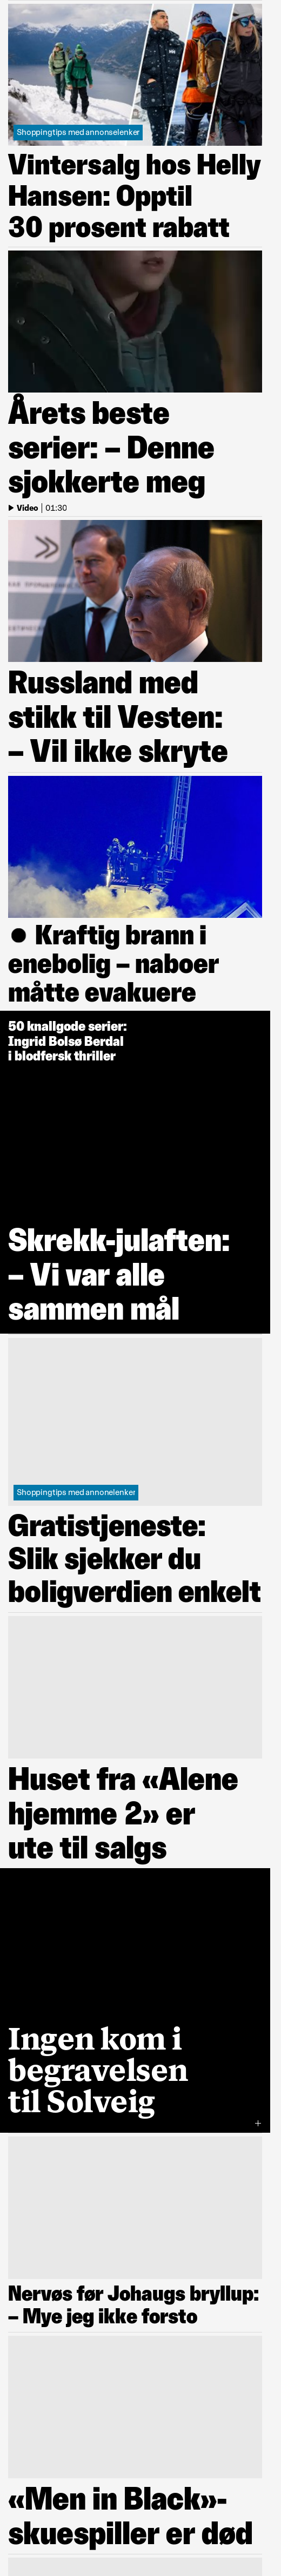 Shoppingtips med annonselenker
Vintersalg hos Helly
Hansen: Opptil
30 prosent rabatt
Årets beste
serier: – Denne
sjokkerte meg
Video | 01:30
Russland med
stikk til Vesten:
– Vil ikke skryte
● Kraftig brann i
enebolig – naboer
måtte evakuere
50 knallgode serier:
Ingrid Bolsø Berdal
i blodfersk thriller
Skrekk-julaften:
– Vi var alle
sammen mål
Shoppingtips med annonelenker
Gratistjeneste:
Slik sjekker du
boligverdien enkelt
Huset fra «Alene
hjemme 2» er
ute til salgs
Ingen kom i
begravelsen
til Solveig
+
Nervøs før Johaugs bryllup:
– Mye jeg ikke forsto
«Men in Black»-
skuespiller er død